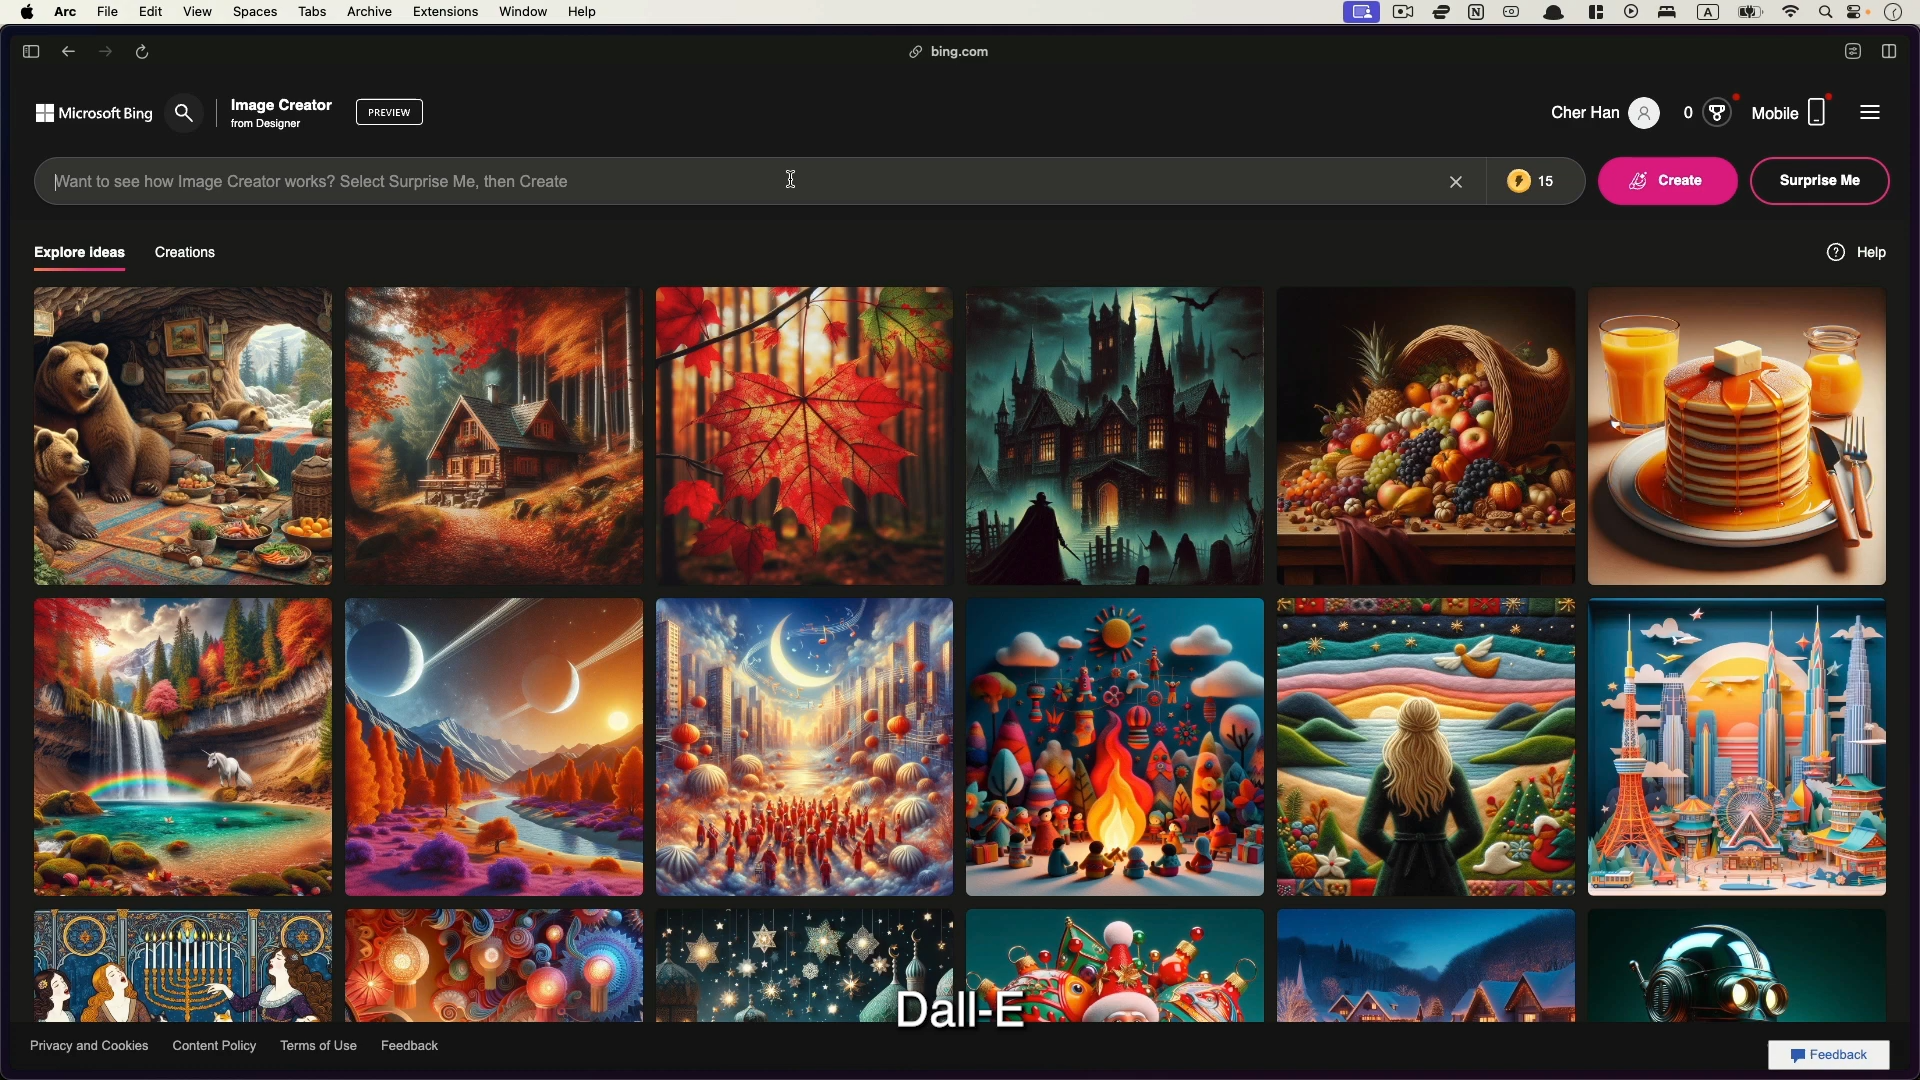 Arc File Edit View Spaces Tabs Archive Extensions Window Help
A
bing.com
Microsoft Bing
Image Creator
from Designer
PREVIEW
Cher Han
0
Mobile
Want to see how Image Creator works? Select Surprise Me, then Create
15
Create
Surprise Me
Explore ideas
Creations
Help
Dall-E
Privacy and Cookies
Content Policy
Terms of Use
Feedback
Feedback